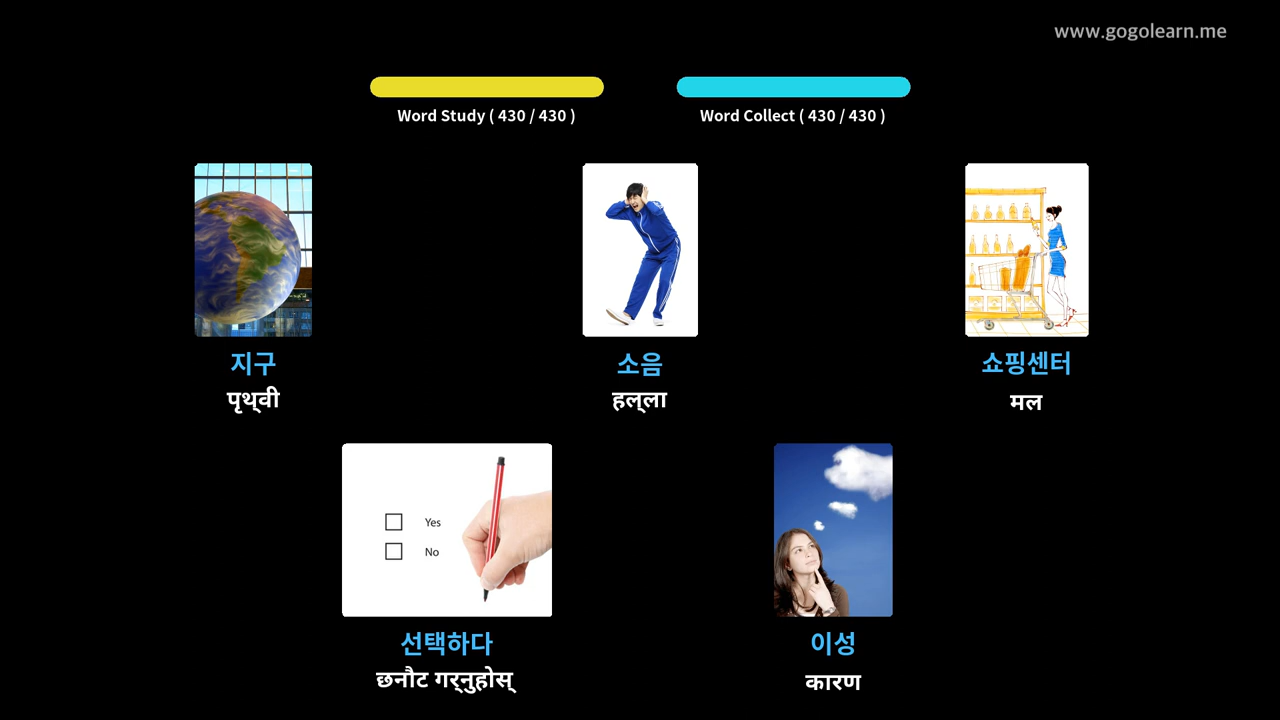 www.gogolearn.me
Word Study ( 430 / 430 )
Word Collect ( 430 / 430 )
지구
पृथ्वी
소음
हल्ला
쇼핑센터
मल
Yes
No
선택하다
छनौट गर्नुहोस्
이성
कारण